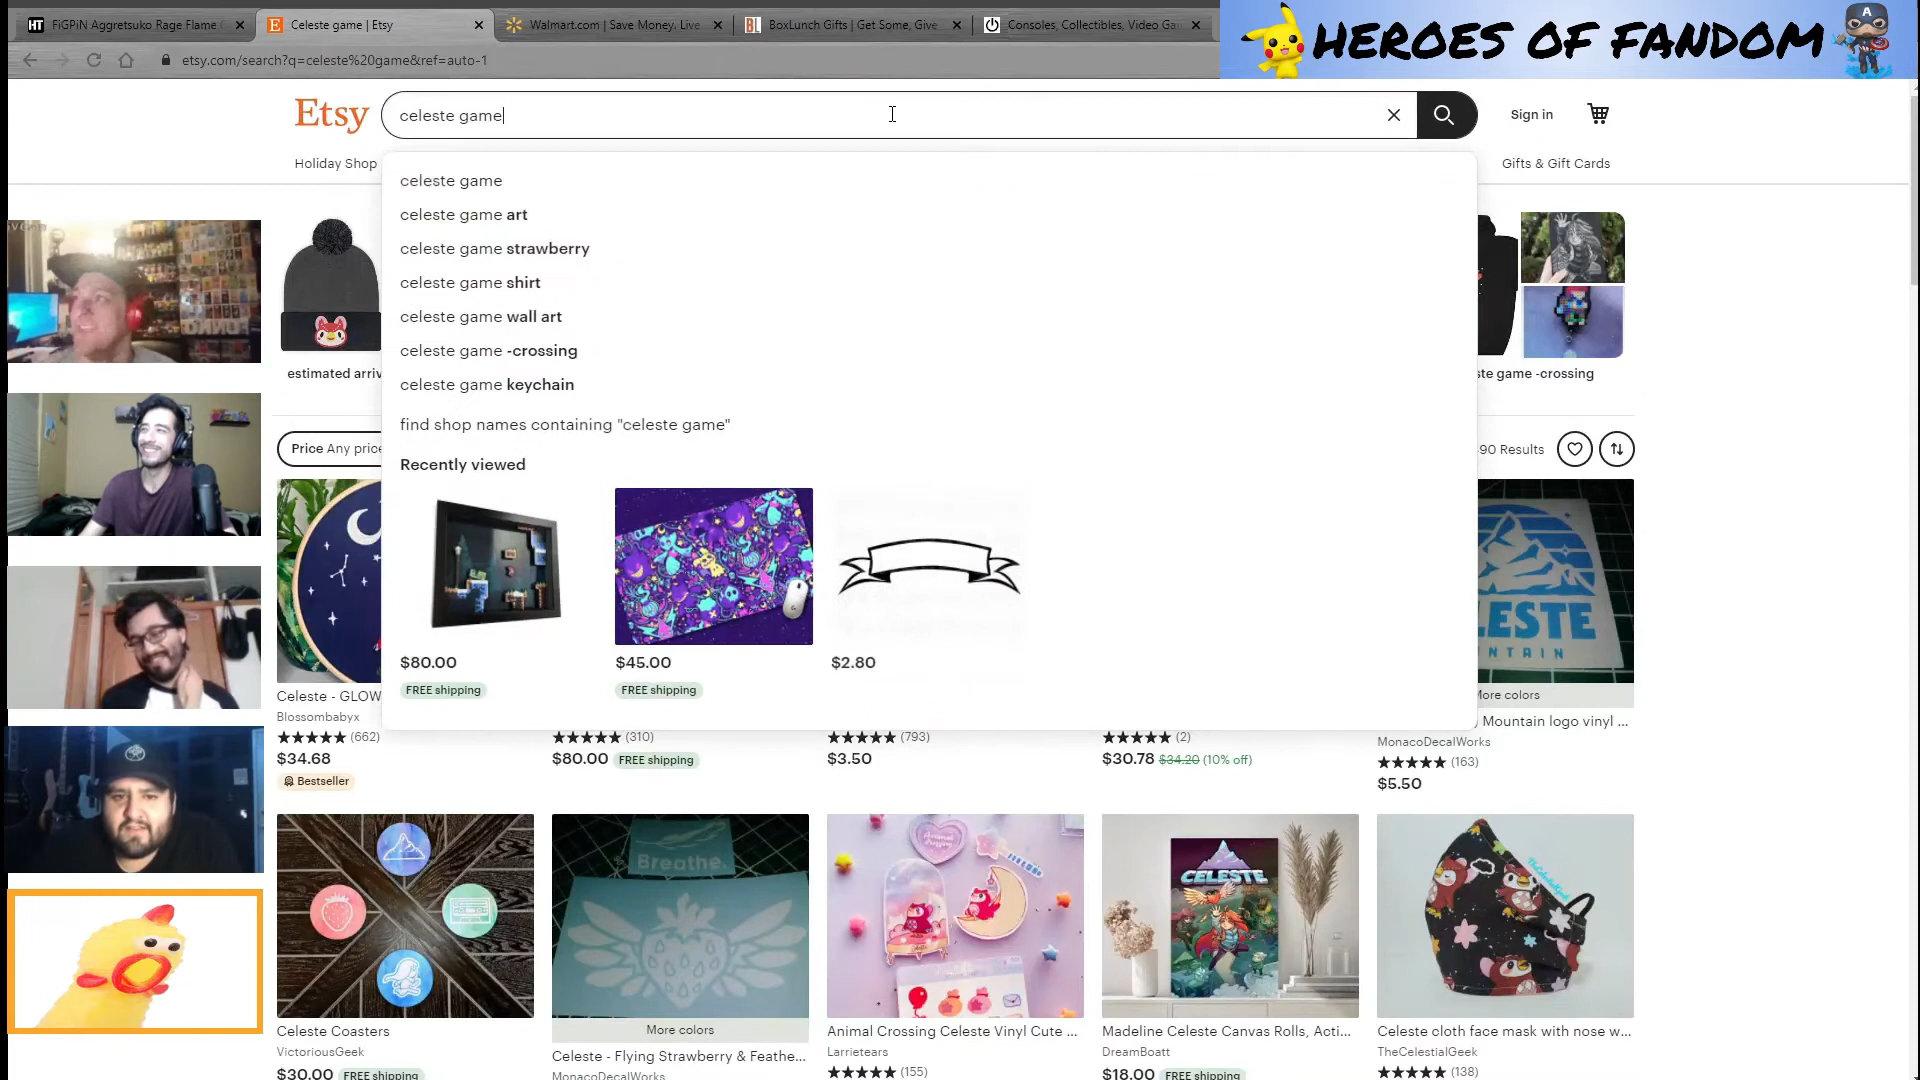 FiGPiN Aggretsuko Rage Flame
Celeste game | Etsy
Walmart.com | Save Money. Live
BoxLunch Gifts | Get Some, Give
Consoles, Collectibles, Video Ga
HEROES OF FANDOM
etsy.com/search?q=celeste%20game&ref=auto-1
Etsy
celeste game
Sign in
Holiday Shop
Gifts & Gift Cards
celeste game
celeste game art
celeste game strawberry
celeste game shirt
celeste game wall art
celeste game -crossing
celeste game keychain
find shop names containing "celeste game"
Recently viewed
$80.00
FREE shipping
$45.00
FREE shipping
$2.80
estimated arriv
ste game -crossing
Price Any price
90 Results
CELESTE
MOUNTAIN
More colors
Celeste - GLOW
Blossombabyx
(662)
$34.68
Bestseller
(310)
$80.00 FREE shipping
(793)
$3.50
(2)
$30.78 $34.20 (10% off)
Mountain logo vinyl ...
MonacoDecalWorks
(163)
$5.50
Breathe.
More colors
CELESTE
Celeste Coasters
VictoriousGeek
$30.00 FREE shipping
Celeste - Flying Strawberry & Feathe...
MonacoDecalWorks
Animal Crossing Celeste Vinyl Cute ...
Larrietears
(155)
Madeline Celeste Canvas Rolls, Acti...
DreamBoatt
$18.00 FREE shipping
Celeste cloth face mask with nose w...
TheCelestialGeek
(138)